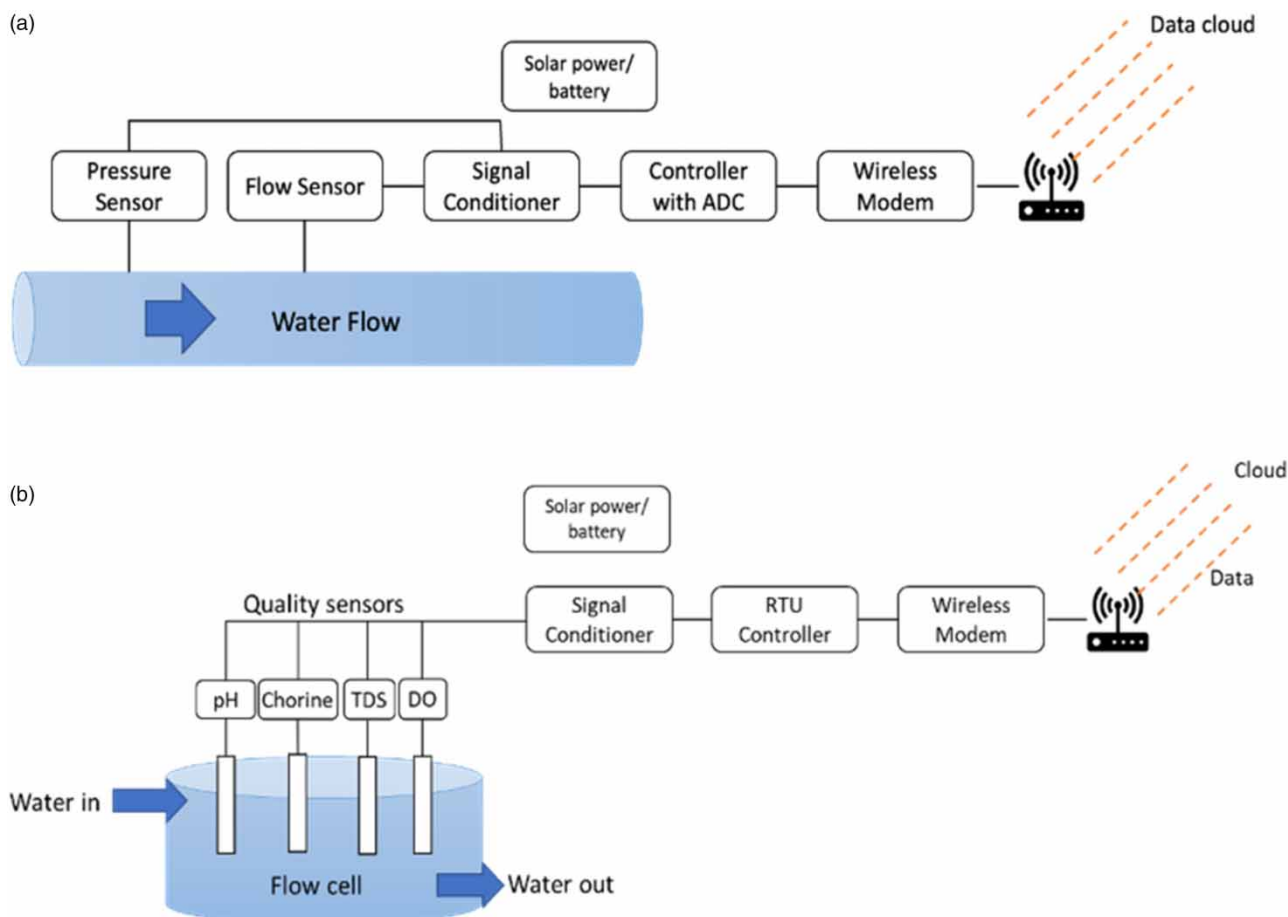 (a)
Data cloud
Solar power/
battery
Pressure
Sensor
Flow Sensor
Signal
Conditioner
Controller
with ADC
Wireless
Modem
Water Flow
(b)
Cloud
Solar power/
battery
Data
Quality sensors
Signal
Conditioner
RTU
Controller
Wireless
Modem
pH
Chorine
TDS
DO
Water in
Flow cell
Water out